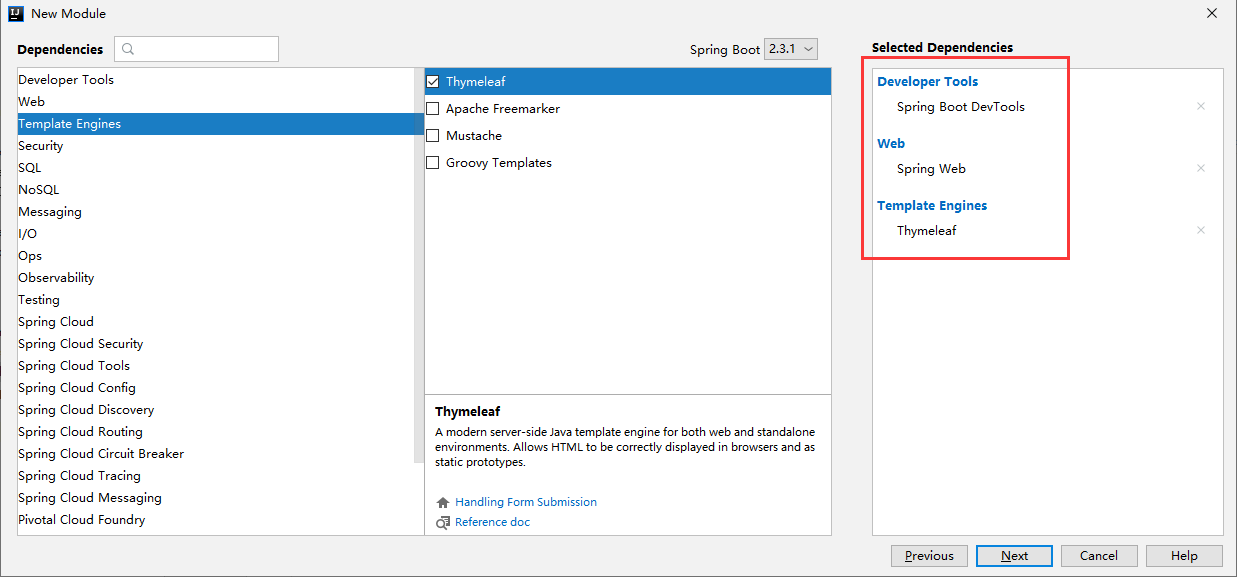 New Module
Dependencies
Spring Boot 2.3.1
Selected Dependencies
Developer Tools
Web
Template Engines
Security
SQL
NoSQL
Messaging
I/O
Ops
Observability
Testing
Spring Cloud
Spring Cloud Security
Spring Cloud Tools
Spring Cloud Config
Spring Cloud Discovery
Spring Cloud Routing
Spring Cloud Circuit Breaker
Spring Cloud Tracing
Spring Cloud Messaging
Pivotal Cloud Foundry
Thymeleaf
Apache Freemarker
Mustache
Groovy Templates
Thymeleaf
A modern server-side Java template engine for both web and standalone
environments. Allows HTML to be correctly displayed in browsers and as
static prototypes.
Handling Form Submission
Reference doc
Developer Tools
Spring Boot DevTools
Web
Spring Web
Template Engines
Thymeleaf
Previous
Next
Cancel
Help